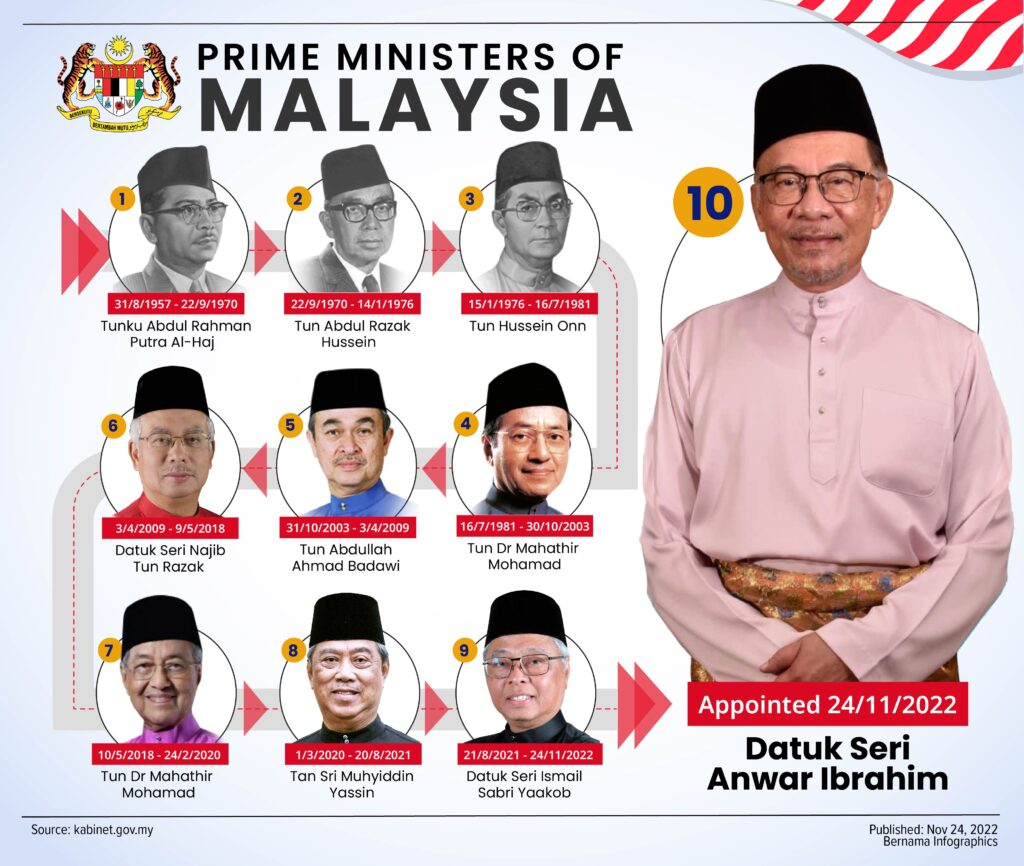 PRIME MINISTERS OF
MALAYSIA
BERSEKUTU
BERTAMBAH MUTU
1
31/8/1957 - 22/9/1970
Tunku Abdul Rahman
Putra Al-Haj
2
22/9/1970 - 14/1/1976
Tun Abdul Razak
Hussein
3
15/1/1976 - 16/7/1981
Tun Hussein Onn
4
16/7/1981 - 30/10/2003
Tun Dr Mahathir
Mohamad
5
31/10/2003 - 3/4/2009
Tun Abdullah
Ahmad Badawi
6
3/4/2009 - 9/5/2018
Datuk Seri Najib
Tun Razak
7
10/5/2018 - 24/2/2020
Tun Dr Mahathir
Mohamad
8
1/3/2020 - 20/8/2021
Tan Sri Muhyiddin
Yassin
9
21/8/2021 - 24/11/2022
Datuk Seri Ismail
Sabri Yaakob
10
Appointed 24/11/2022
Datuk Seri
Anwar Ibrahim
Source: kabinet.gov.my
Published: Nov 24, 2022
Bernama Infographics